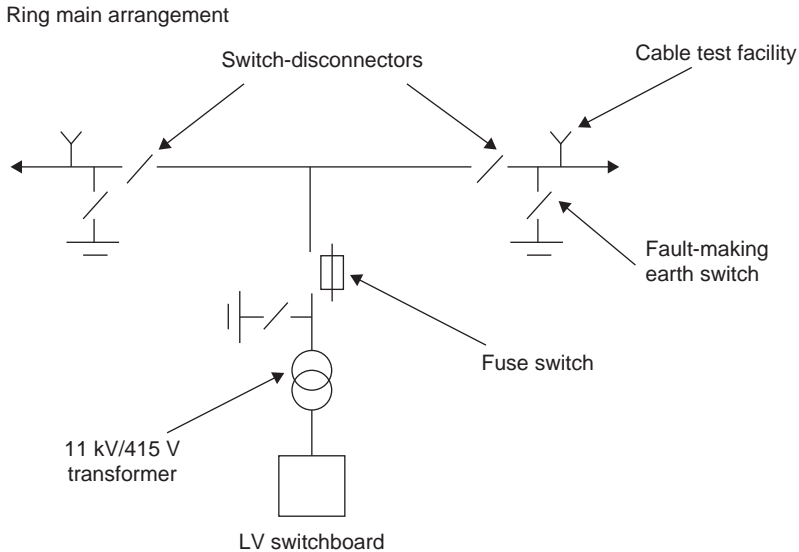 Ring main arrangement
Switch-disconnectors
Cable test facility
Fault-making
earth switch
Fuse switch
11 kV/415 V
transformer
LV switchboard